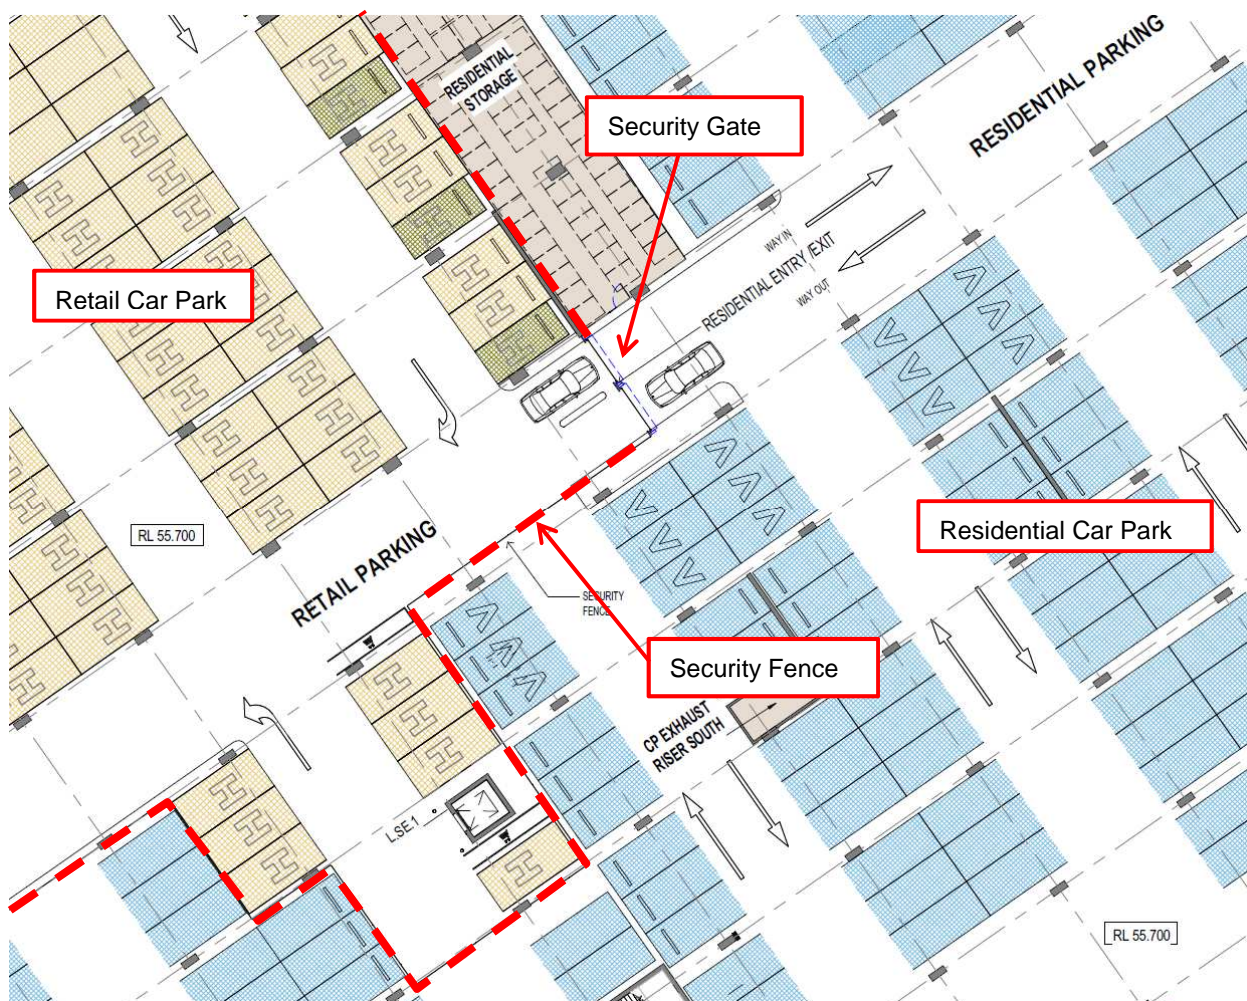 RESIDENTIAL
STORAGE
Security Gate
RESIDENTIAL PARKING
WAY IN
RESIDENTIAL ENTRY /EXIT
WAY OUT
Retail Car Park
RL 55.700
RETAIL PARKING
SECURITY
FENCE
Residential Car Park
Security Fence
CP EXHAUST
RISER SOUTH
L.SE.1
RL 55.700
H
V